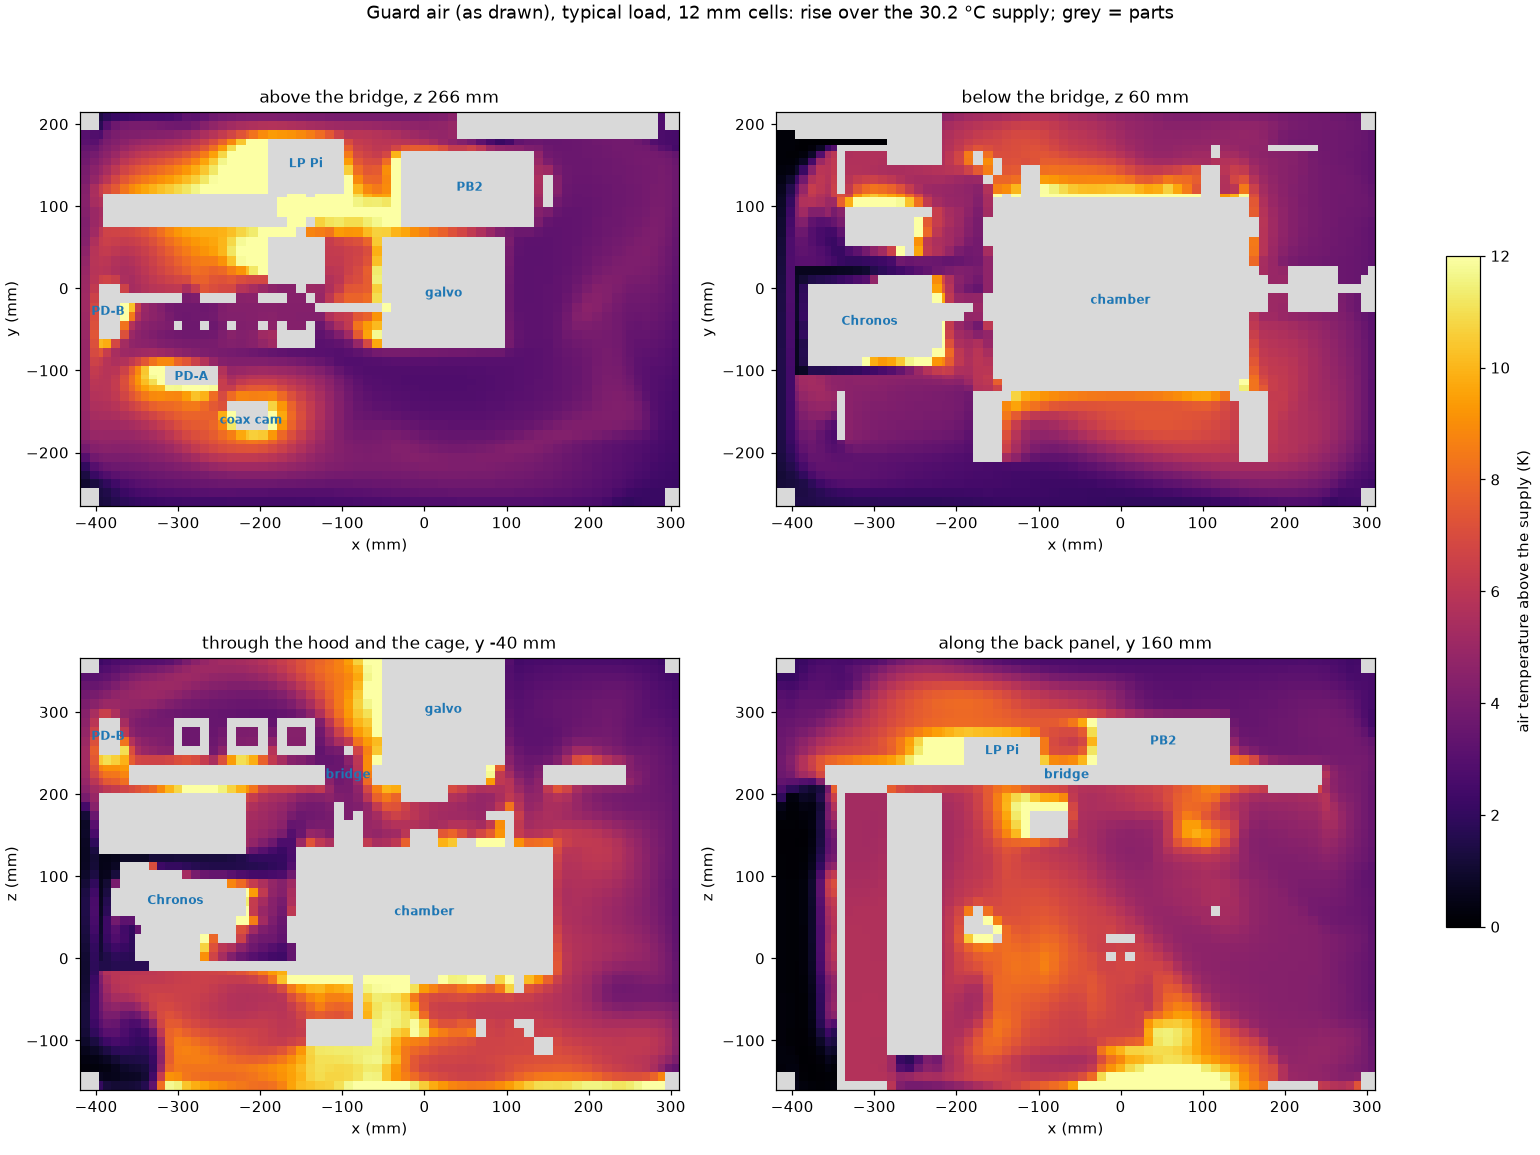 Guard air (as drawn), typical load, 12 mm cells: rise over the 30.2 °C supply; grey = parts
above the bridge, z 266 mm
200
100
0
−100
−200
y (mm)
−400 −300 −200 −100 0 100 200 300
x (mm)
LP Pi
PB2
galvo
PD-B
PD-A
coax cam
below the bridge, z 60 mm
200
100
0
−100
−200
y (mm)
−400 −300 −200 −100 0 100 200 300
x (mm)
chamber
Chronos
through the hood and the cage, y -40 mm
300
200
100
0
−100
z (mm)
−400 −300 −200 −100 0 100 200 300
x (mm)
galvo
PD-B
bridge
Chronos
chamber
along the back panel, y 160 mm
300
200
100
0
−100
z (mm)
−400 −300 −200 −100 0 100 200 300
x (mm)
LP Pi
PB2
bridge
12
10
8
6
4
2
0
air temperature above the supply (K)